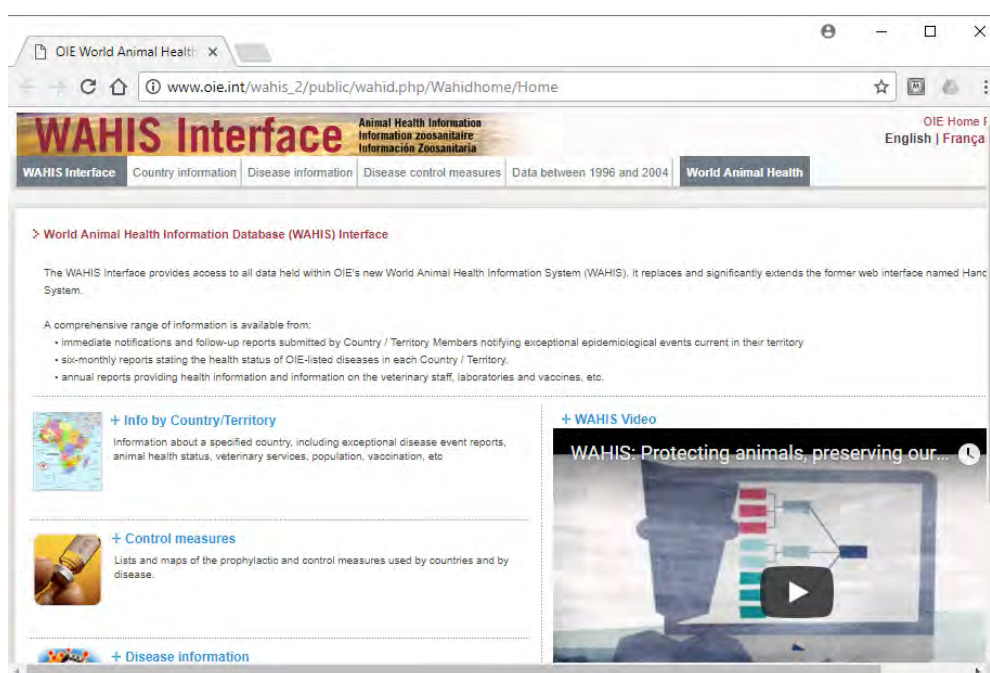 OIE World Animal Health
www.oie.int/wahis_2/public/wahid.php/Wahidhome/Home
WAHIS Interface
Animal Health Information
Information zoosanitaire
Información Zoosanitaria
OIE Home P
English | França
WAHIS Interface Country information Disease information Disease control measures Data between 1996 and 2004 World Animal Health
World Animal Health Information Database (WAHIS) Interface
The WAHIS Interface provides access to all data held within OIE's new World Animal Health Information System (WAHIS). It replaces and significantly extends the former web interface named Hand
System.
A comprehensive range of information is available from:
• immediate notifications and follow-up reports submitted by Country / Territory Members notifying exceptional epidemiological events current in their territory
• six-monthly reports stating the health status of OIE-listed diseases in each Country / Territory.
• annual reports providing health information and information on the veterinary staff, laboratories and vaccines, etc.
+ Info by Country/Territory
Information about a specified country, including exceptional disease event reports,
animal health status, veterinary services, population, vaccination, etc
+ Control measures
Lists and maps of the prophylactic and control measures used by countries and by
disease.
+ Disease information
+ WAHIS Video
WAHIS: Protecting animals, preserving our...